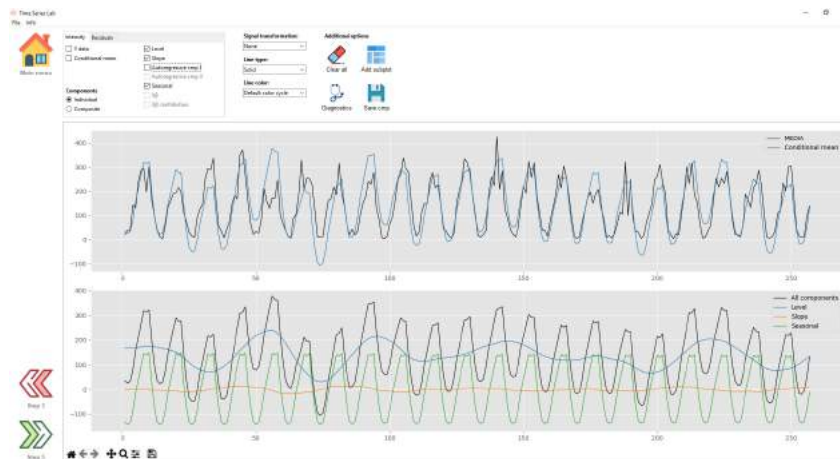 Time Series Lab
File Info
Main menu
Intensity Residuals
Y data
Conditional mean
Level
Slope
Seasonal
Components
Individual
Composite
Signal transformation:
None
Line type:
Solid
Line color:
Default color cycle
Additional options
Clear all Add subplot
Diagnostics Save cmp
MEDIA
Conditional mean
400
300
200
100
0
−100
0 50 100 150 200 250
All components
Level
Slope
Seasonal
400
300
200
100
0
−100
0 50 100 150 200 250
Step 3
Step 5